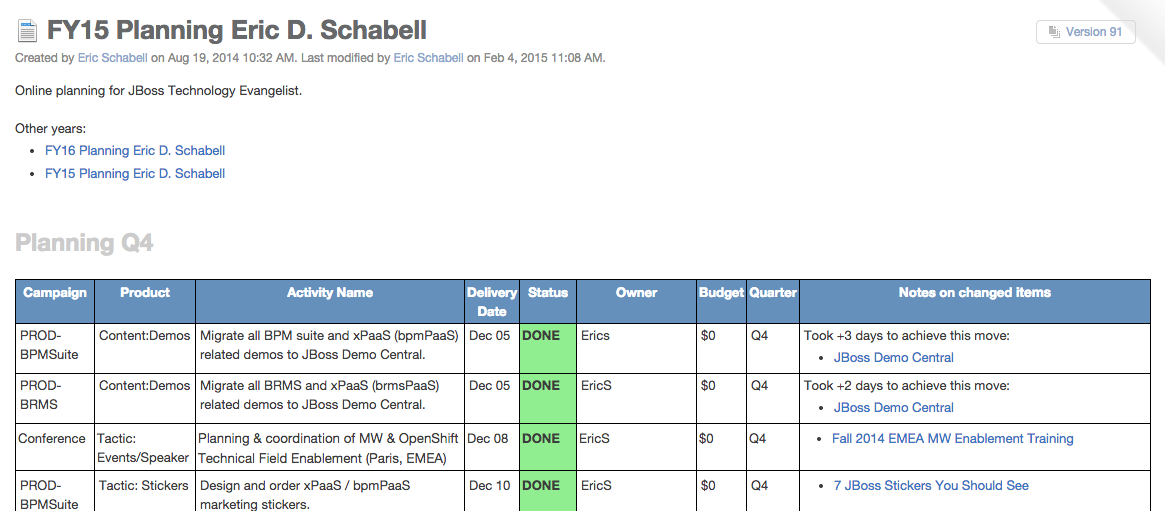 FY15 Planning Eric D. Schabell
Version 91
Created by Eric Schabell on Aug 19, 2014 10:32 AM. Last modified by Eric Schabell on Feb 4, 2015 11:08 AM.
Online planning for JBoss Technology Evangelist.
Other years:
• FY16 Planning Eric D. Schabell
• FY15 Planning Eric D. Schabell
Planning Q4
Campaign Product Activity Name Delivery Date Status Owner Budget Quarter Notes on changed items
PROD-BPMSuite Content:Demos Migrate all BPM suite and xPaaS (bpmPaaS) related demos to JBoss Demo Central. Dec 05 DONE Erics $0 Q4 Took +3 days to achieve this move:
• JBoss Demo Central
PROD-BRMS Content:Demos Migrate all BRMS and xPaaS (brmsPaaS) related demos to JBoss Demo Central. Dec 05 DONE EricS $0 Q4 Took +2 days to achieve this move:
• JBoss Demo Central
Conference Tactic: Events/Speaker Planning & coordination of MW & OpenShift Technical Field Enablement (Paris, EMEA) Dec 08 DONE EricS $0 Q4 • Fall 2014 EMEA MW Enablement Training
PROD-BPMSuite Tactic: Stickers Design and order xPaaS / bpmPaaS marketing stickers. Dec 10 DONE EricS $0 Q4 • 7 JBoss Stickers You Should See